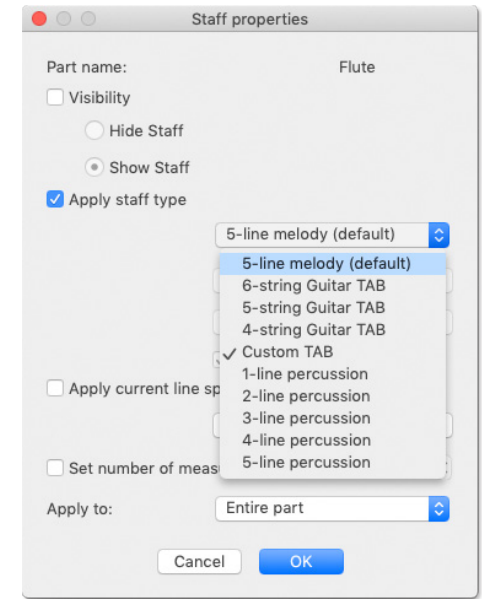 Staff properties
Part name: Flute
Visibility
Hide Staff
Show Staff
Apply staff type
5-line melody (default)
5-line melody (default)
6-string Guitar TAB
5-string Guitar TAB
4-string Guitar TAB
Custom TAB
1-line percussion
Apply current line
2-line percussion
3-line percussion
4-line percussion
5-line percussion
Set number of
Apply to: Entire part
Cancel OK